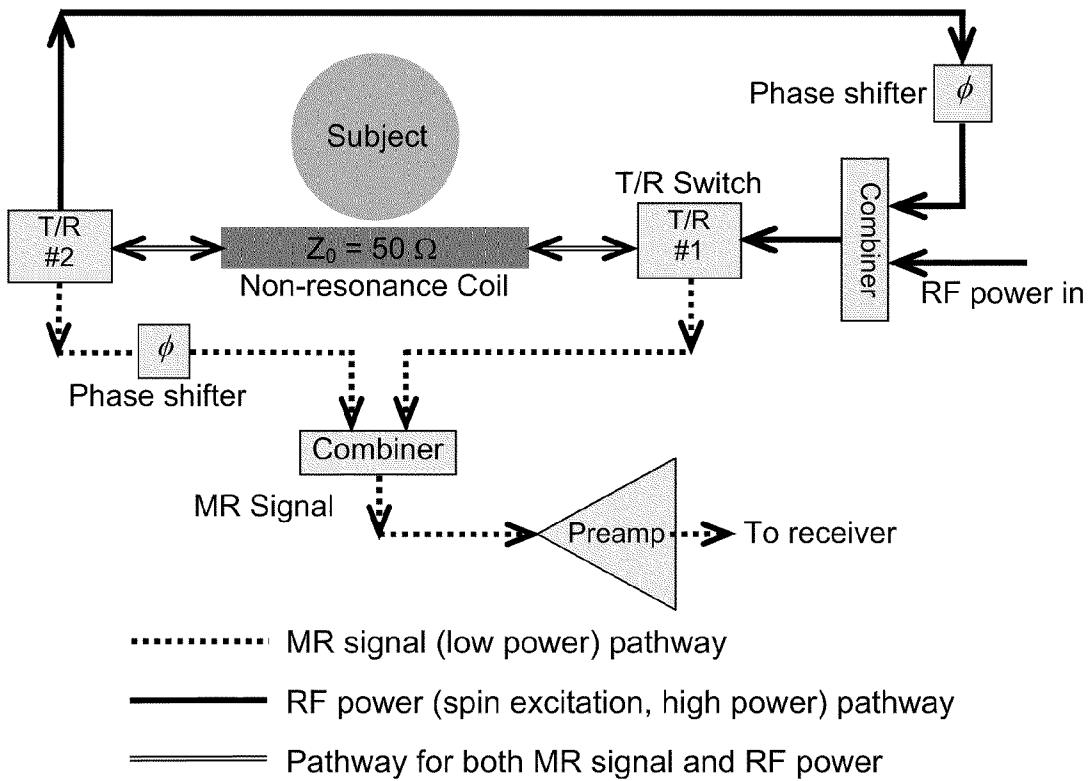 Phase shifter
ϕ
Subject
T/R Switch
T/R
#2
Z₀ = 50 Ω
T/R
#1
Combiner
Non-resonance Coil
RF power in
ϕ
Phase shifter
Combiner
MR Signal
Preamp
To receiver
MR signal (low power) pathway
RF power (spin excitation, high power) pathway
Pathway for both MR signal and RF power